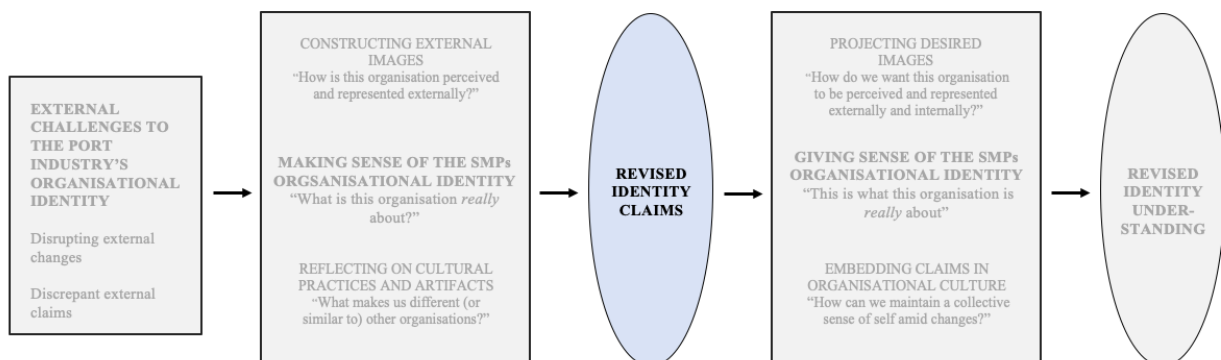 EXTERNAL
CHALLENGES TO
THE PORT
INDUSTRY'S
ORGANISATIONAL
IDENTITY
Disrupting external
changes
Discrepant external
claims
CONSTRUCTING EXTERNAL
IMAGES
“How is this organisation perceived
and represented externally?”
MAKING SENSE OF THE SMPs
ORGSANISATIONAL IDENTITY
“What is this organisation really
about?”
REFLECTING ON CULTURAL
PRACTICES AND ARTIFACTS
“What makes us different (or
similar to) other organisations?”
REVISED
IDENTITY
CLAIMS
PROJECTING DESIRED
IMAGES
“How do we want this organisation
to be perceived and represented
externally and internally?”
GIVING SENSE OF THE SMPs
ORGANISATIONAL IDENTITY
“This is what this organisation is
really about”
EMBEDDING CLAIMS IN
ORGANISATIONAL CULTURE
“How can we maintain a collective
sense of self amid changes?”
REVISED
IDENTITY
UNDER-
STANDING